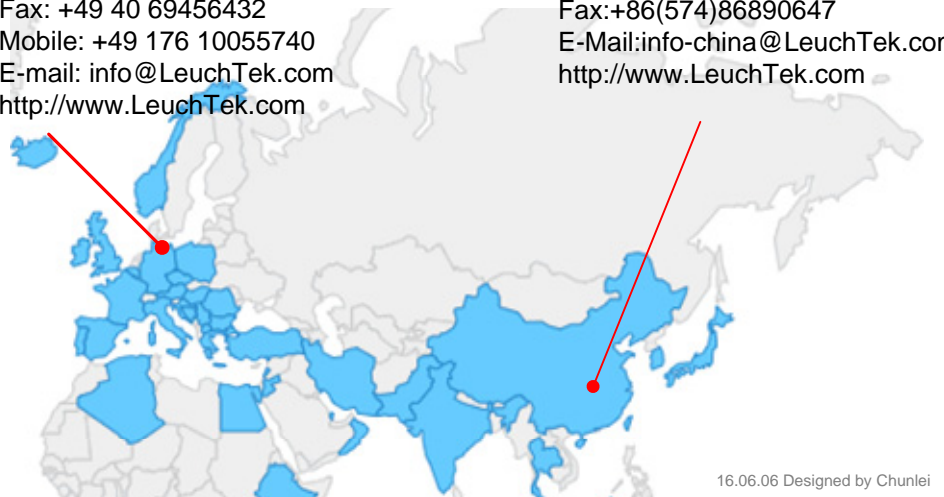 Fax: +49 40 69456432
Mobile: +49 176 10055740
E-mail: info@LeuchTek.com
http://www.LeuchTek.com
Fax:+86(574)86890647
E-Mail:info-china@LeuchTek.com
http://www.LeuchTek.com
16.06.06 Designed by Chunlei